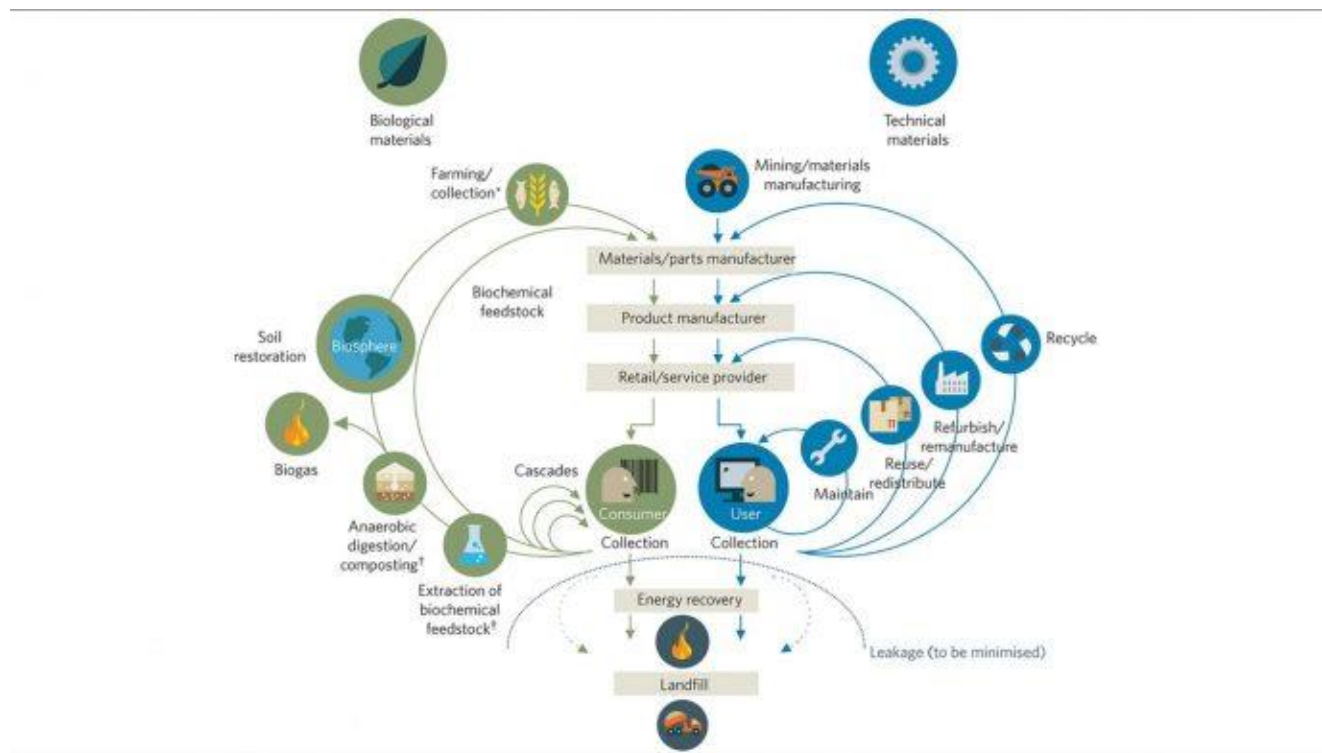 Biological
materials
Technical
materials
Farming/
collection*
Mining/materials
manufacturing
Materials/parts manufacturer
Biochemical
feedstock
Product manufacturer
Soil
restoration
Biosphere
Recycle
Retail/service provider
Refurbish/
remanufacture
Biogas
Reuse/
redistribute
Cascades
Maintain
Consumer
User
Anaerobic
digestion/
composting†
Collection
Collection
Extraction of
biochemical
feedstock‡
Energy recovery
Leakage (to be minimised)
Landfill